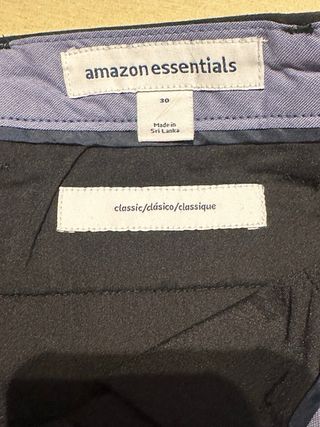 amazon essentials
30
Made in
Sri Lanka
classic/clásico/classique